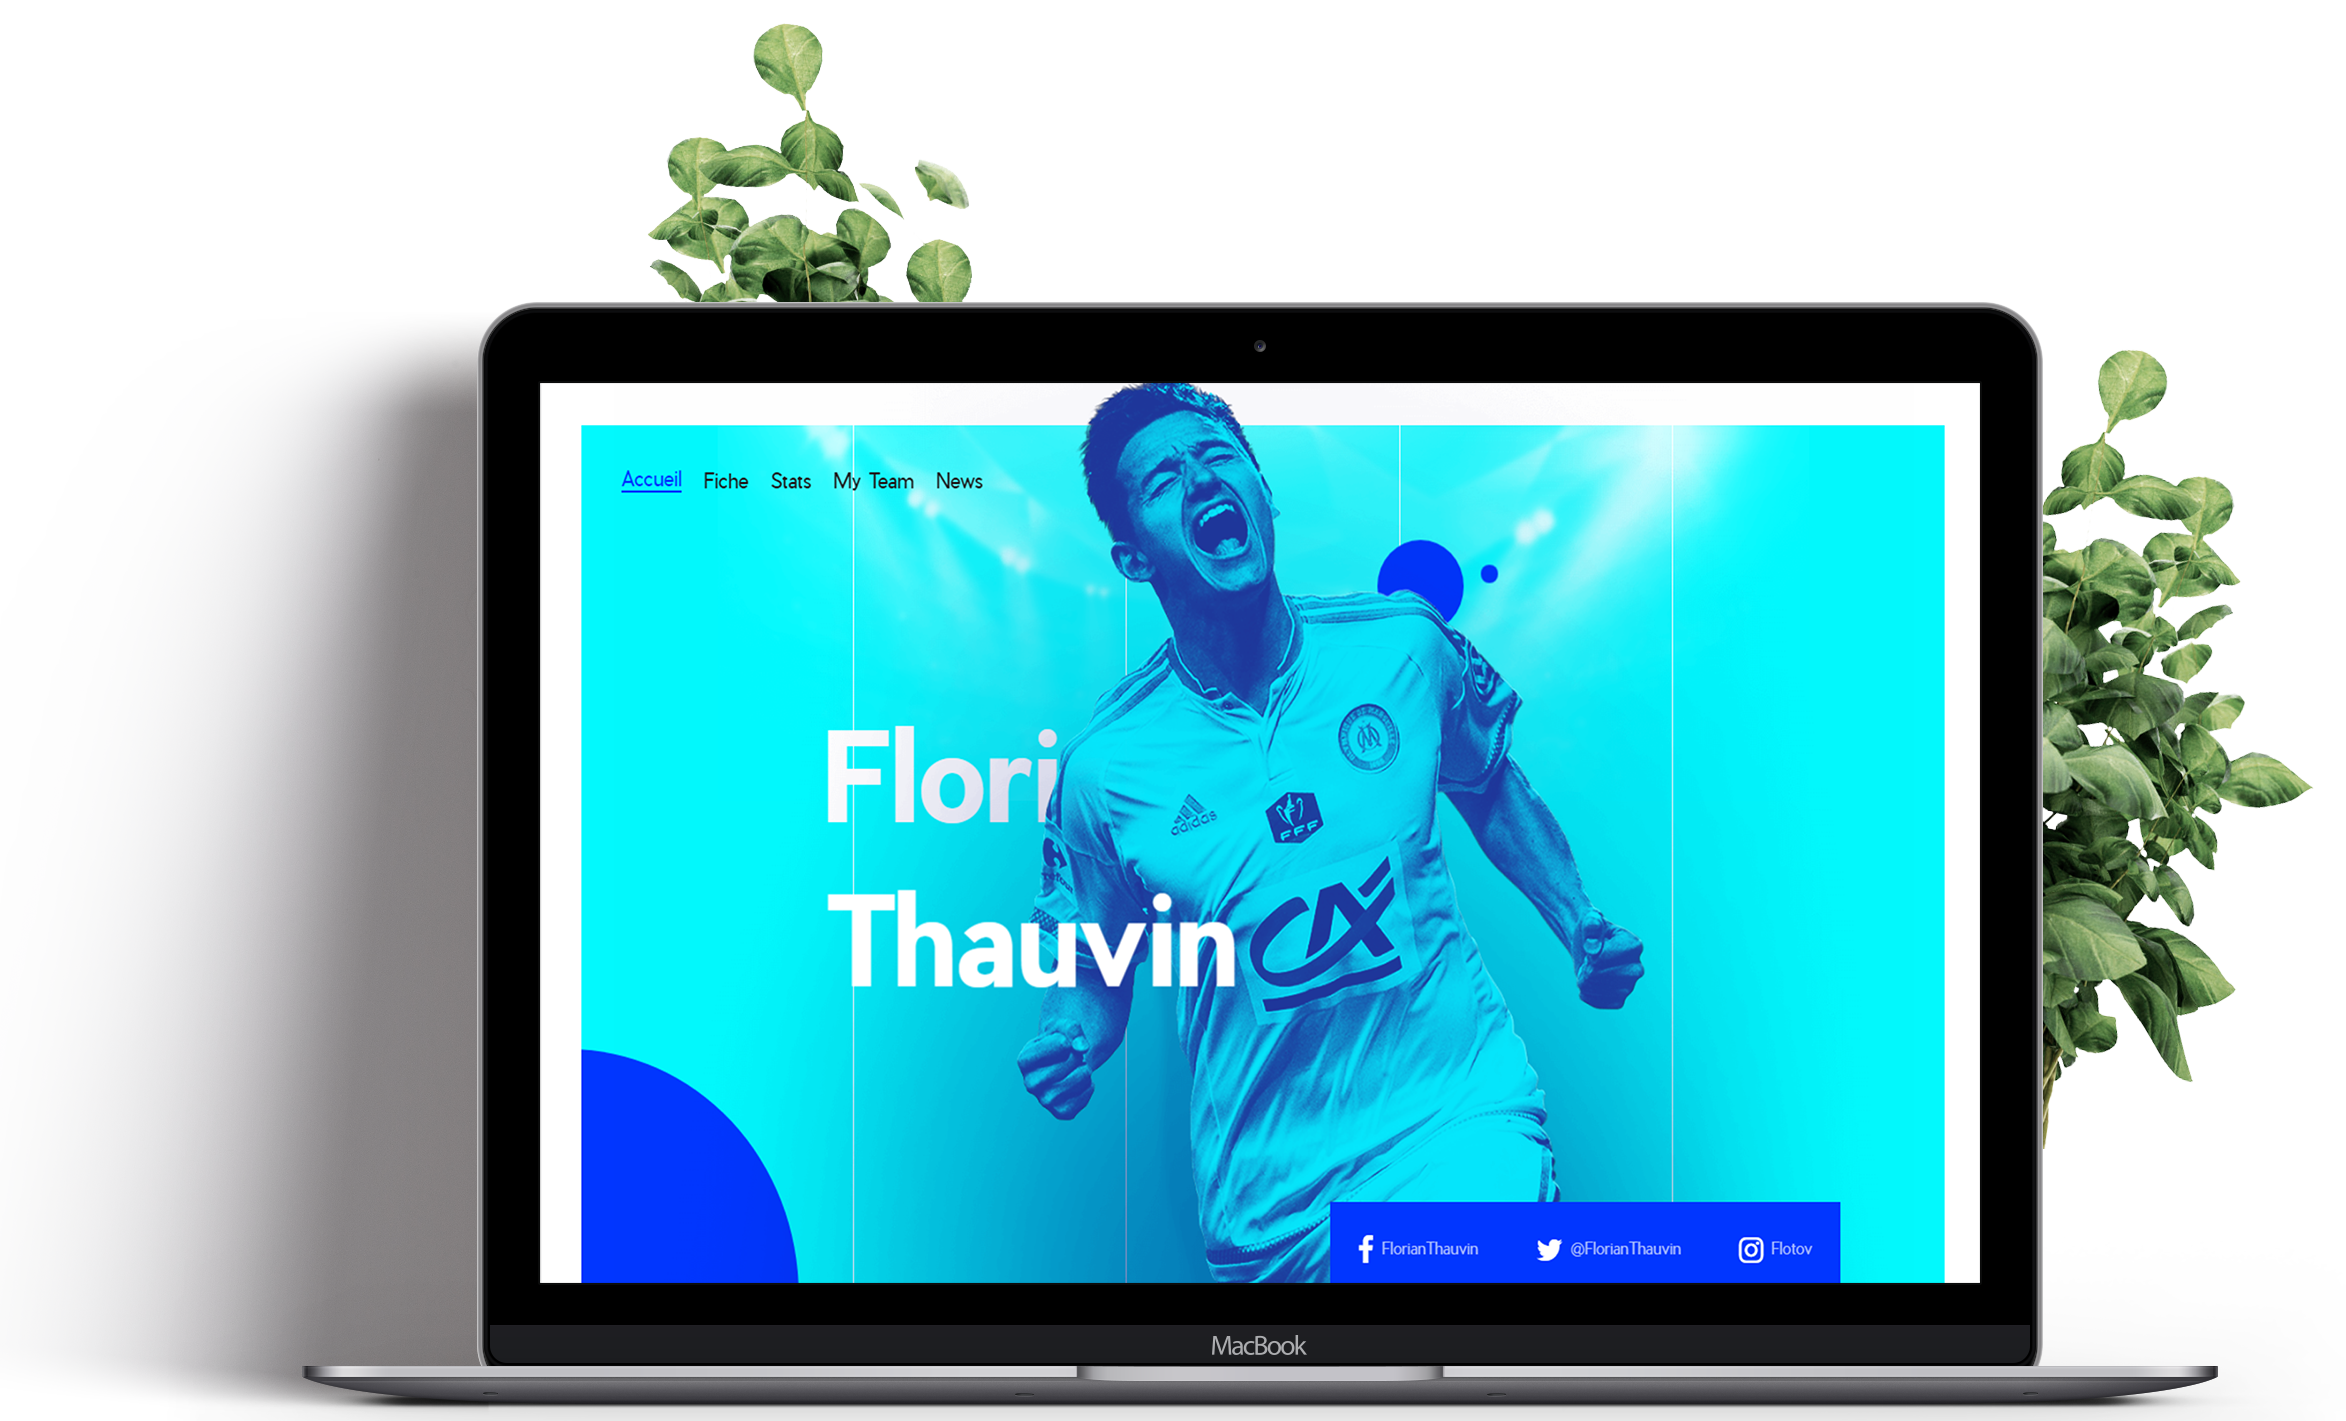 Accueil Fiche Stats My Team News
Flori
Thauvin
adidas
FFF
CA
FlorianThauvin @FlorianThauvin Flotov
MacBook